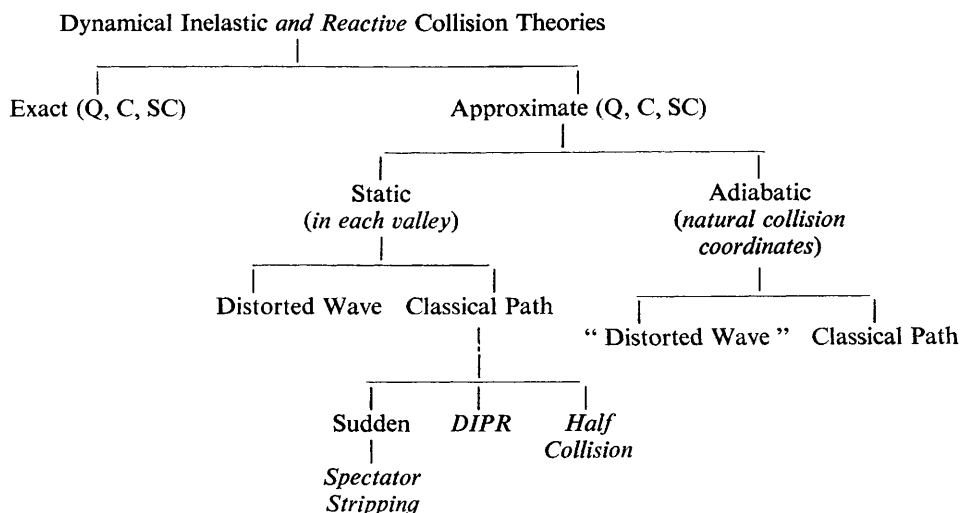 Dynamical Inelastic and Reactive Collision Theories
Exact (Q, C, SC) Approximate (Q, C, SC)
Static Adiabatic
(in each valley) (natural collision
coordinates)
Distorted Wave Classical Path
“ Distorted Wave ” Classical Path
Sudden DIPR Half
Collision
Spectator
Stripping